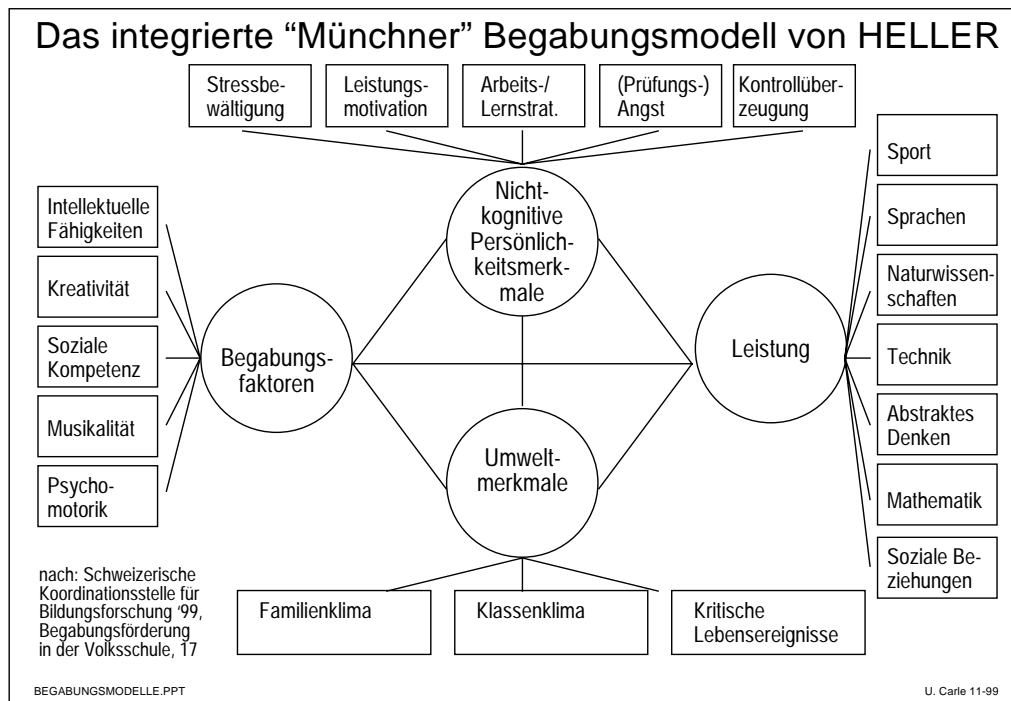 Das integrierte “Münchner” Begabungsmodell von HELLER
Stressbe-
wältigung
Leistungs-
motivation
Arbeits-/
Lernstrat.
(Prüfungs-)
Angst
Kontrollüber-
zeugung
Intellektuelle
Fähigkeiten
Kreativität
Soziale
Kompetenz
Musikalität
Psycho-
motorik
Begabungs-
faktoren
Nicht-
kognitive
Persönlich-
keitsmerk-
male
Umwelt-
merkmale
Leistung
Sport
Sprachen
Naturwissen-
schaften
Technik
Abstraktes
Denken
Mathematik
Soziale Be-
ziehungen
Familienklima
Klassenklima
Kritische
Lebensereignisse
nach: Schweizerische
Koordinationsstelle für
Bildungsforschung '99,
Begabungsförderung
in der Volksschule, 17
BEGABUNGSMODELLE.PPT
U. Carle 11-99